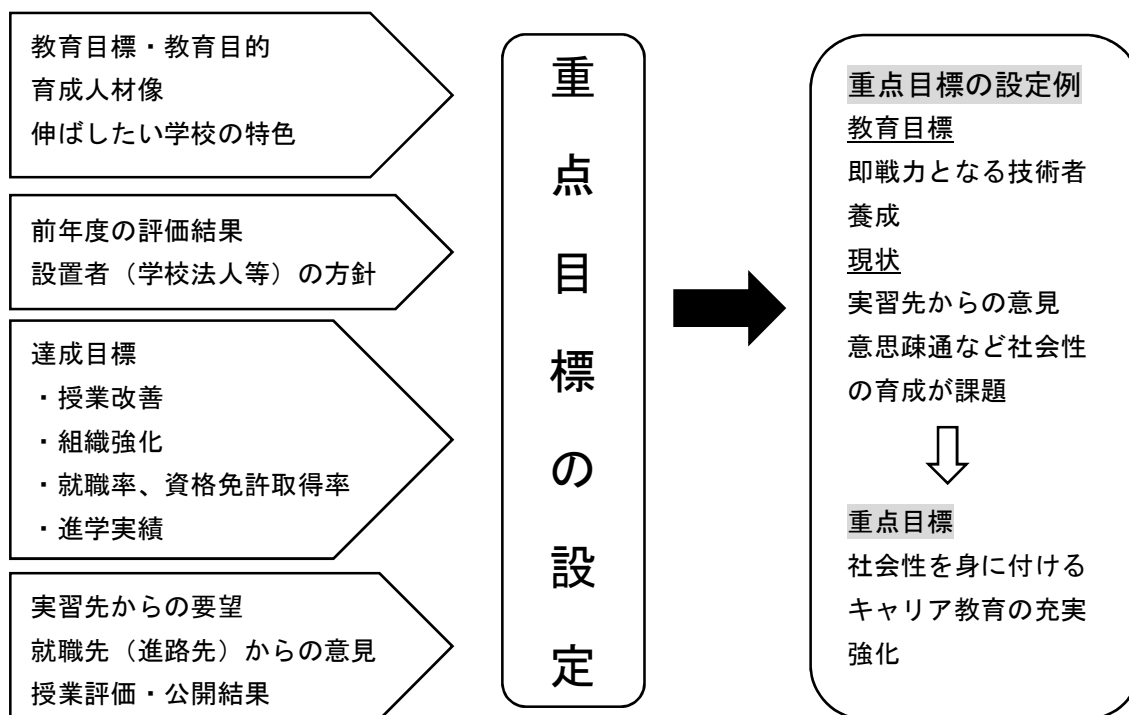 教育目標・教育目的
育成人材像
伸ばしたい学校の特色
前年度の評価結果
設置者（学校法人等）の方針
達成目標
・授業改善
・組織強化
・就職率、資格免許取得率
・進学実績
実習先からの要望
就職先（進路先）からの意見
授業評価・公開結果
重点目標の設定
重点目標の設定例
教育目標
即戦力となる技術者
養成
現状
実習先からの意見
意思疎通など社会性
の育成が課題
重点目標
社会性を身に付ける
キャリア教育の充実
強化